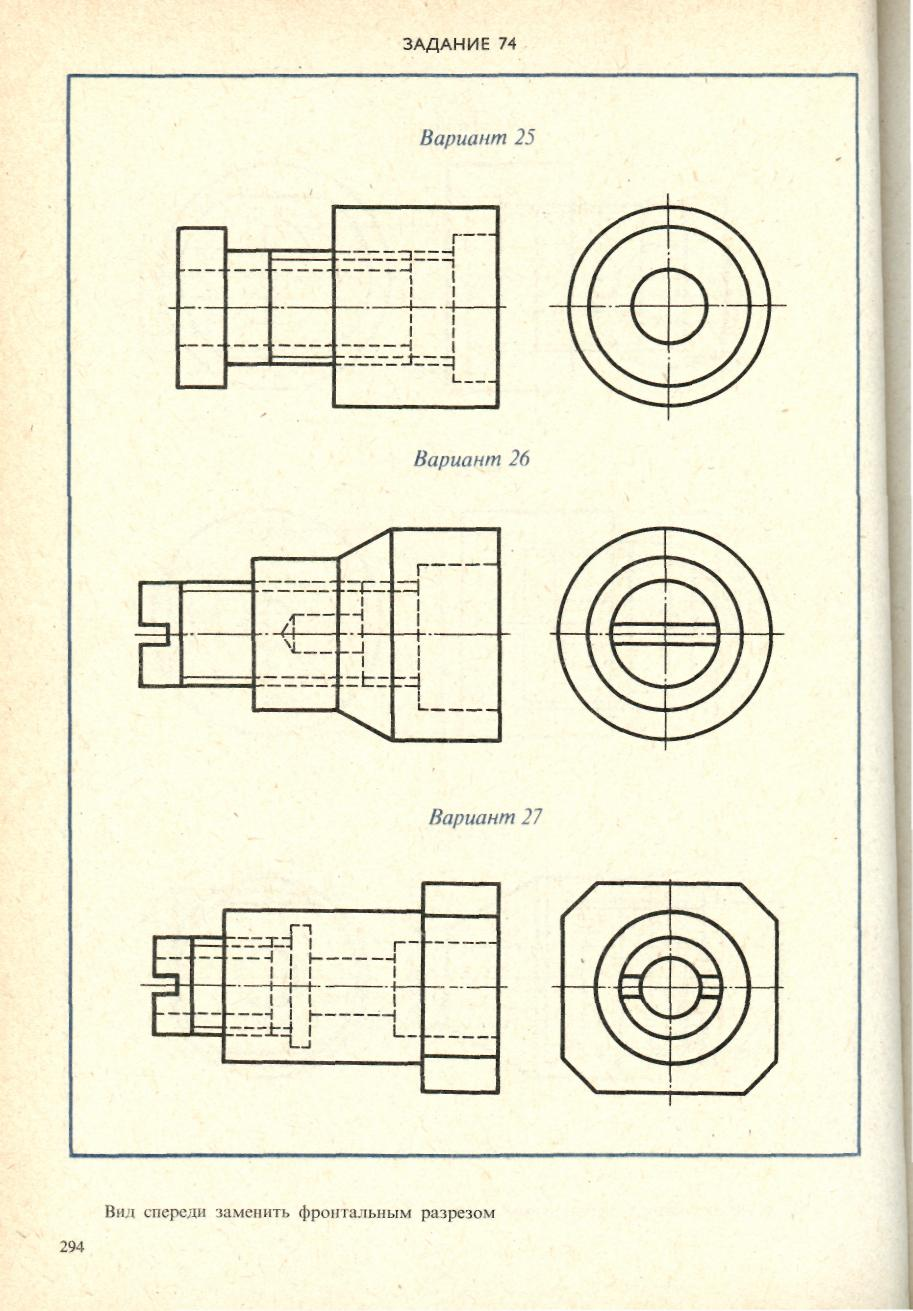 ЗАДАНИЕ 74
Вариант 25
Вариант 26
Вариант 27
Вид спереди заменить фронтальным разрезом
294